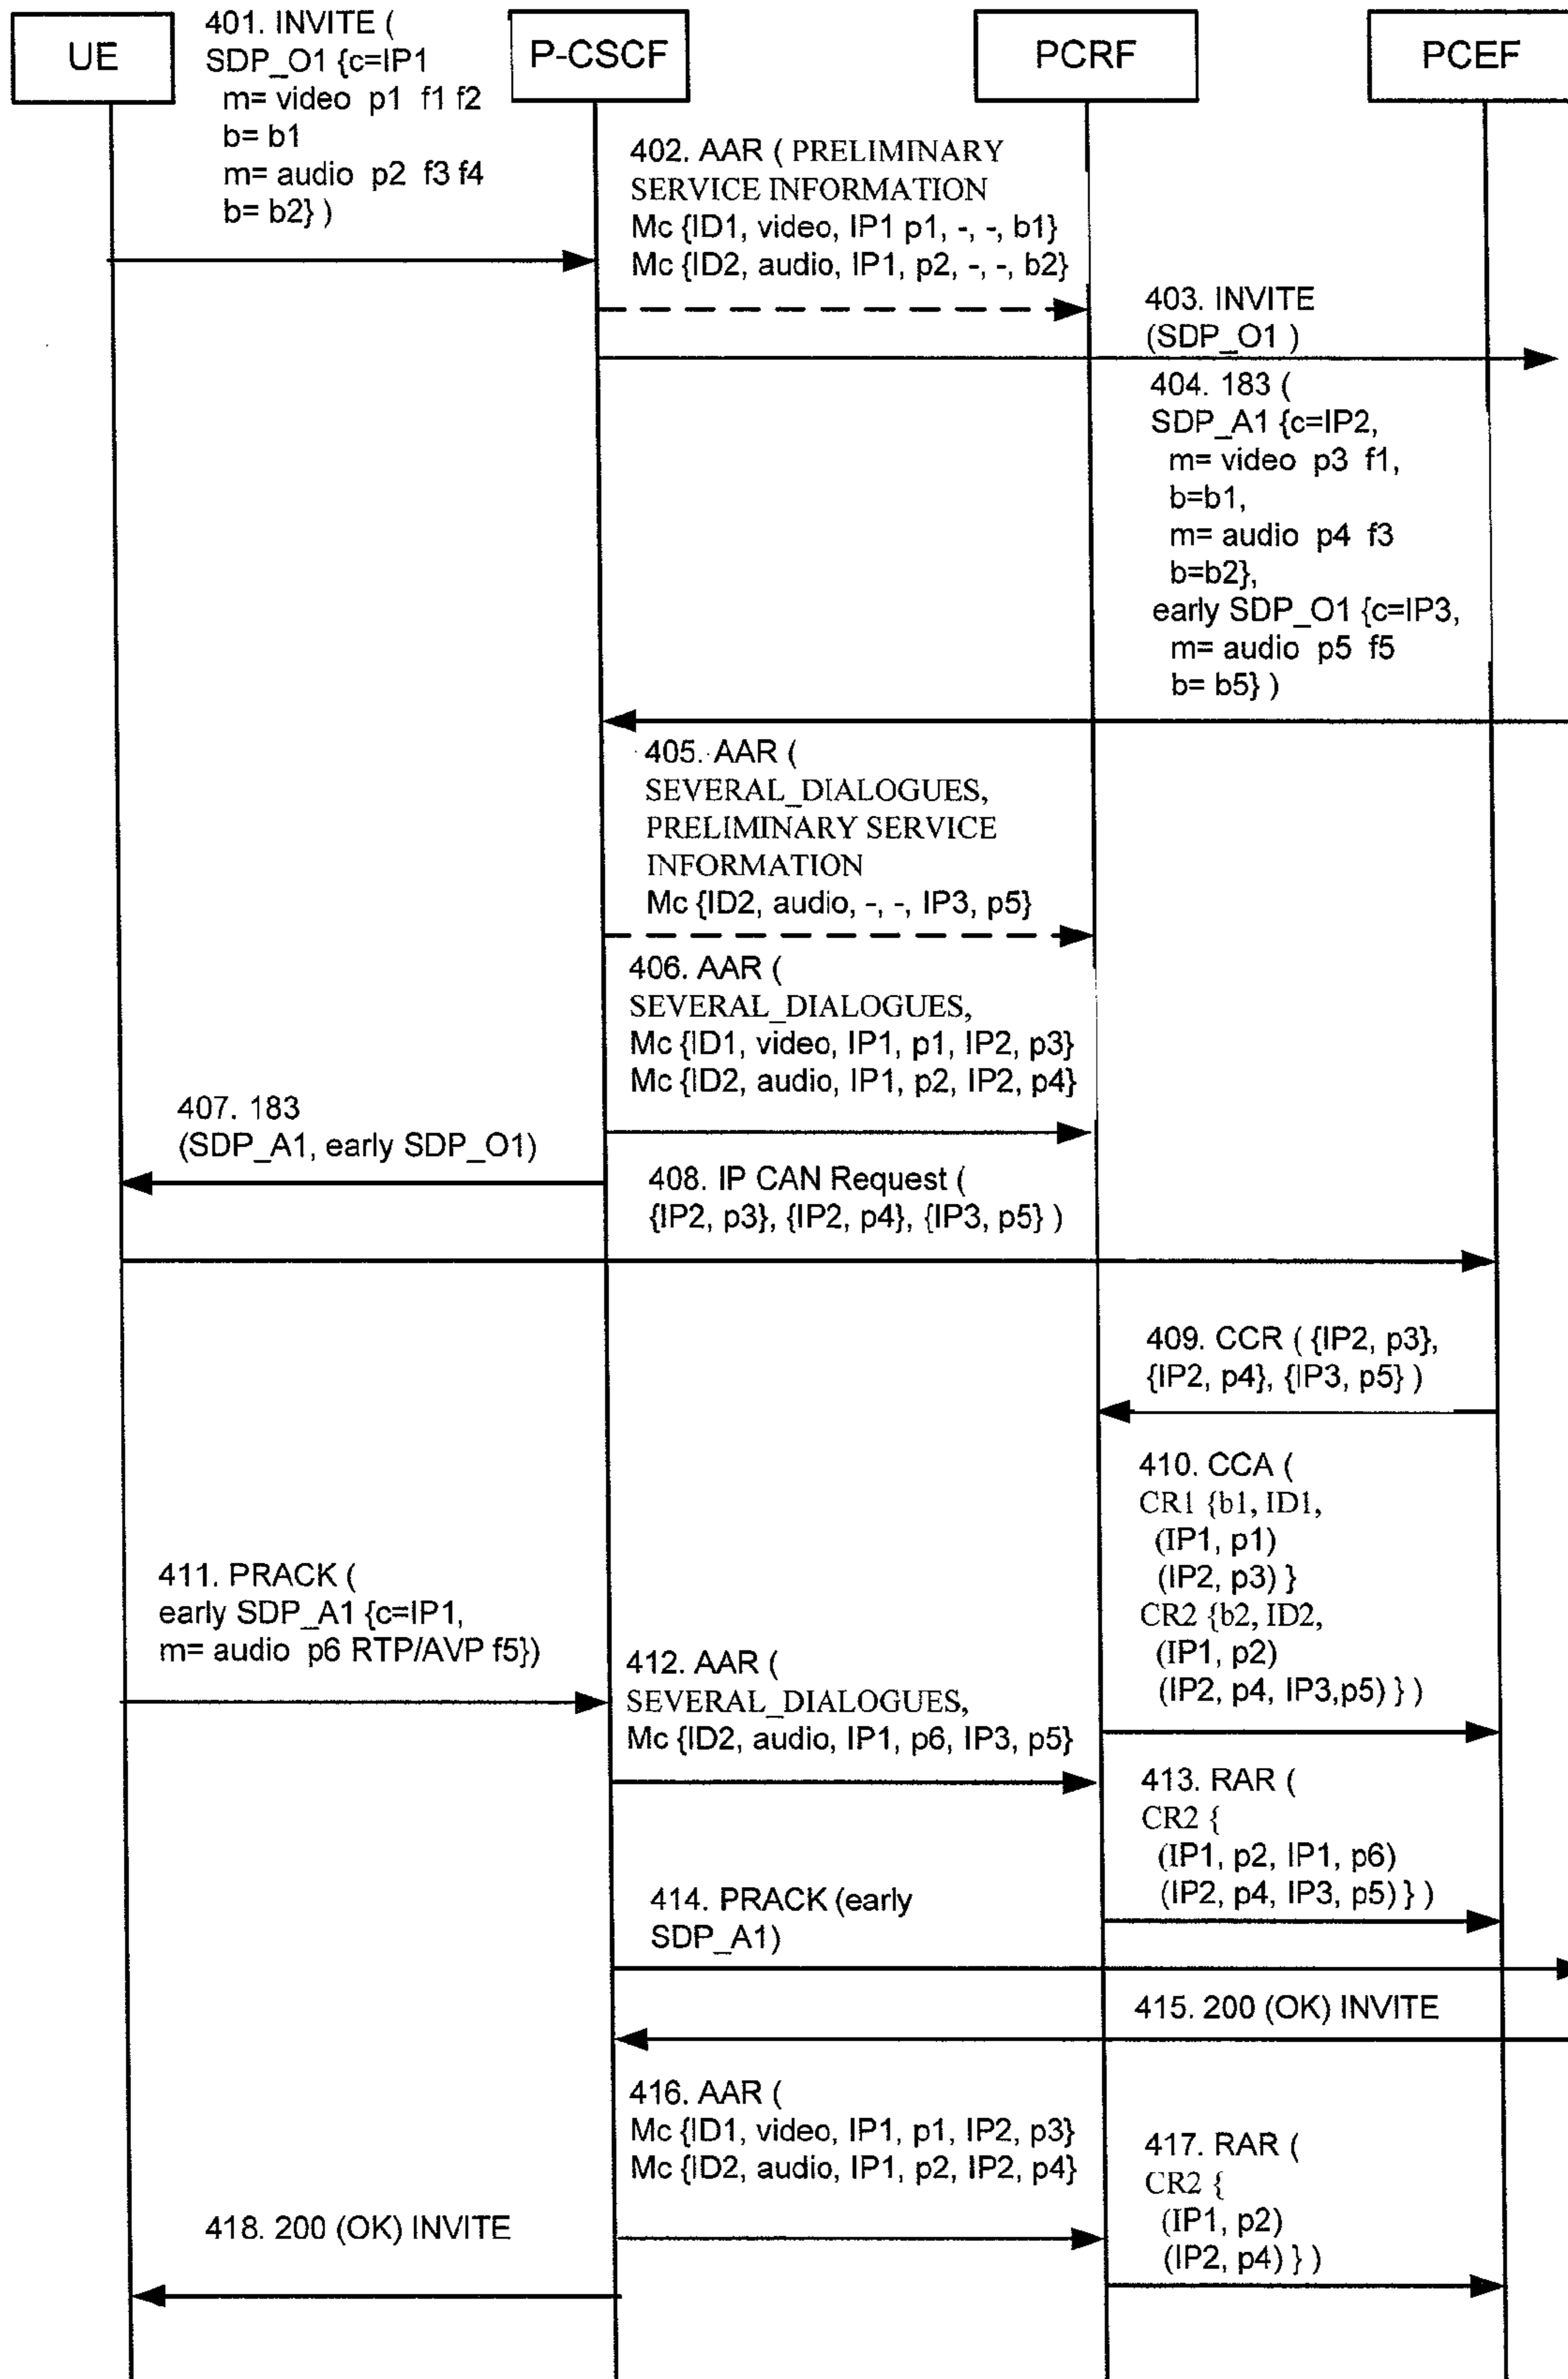 UE
P-CSCF
PCRF
PCEF
401. INVITE (
SDP_O1 {c=IP1
m= video p1 f1 f2
b= b1
m= audio p2 f3 f4
b= b2} )
402. AAR ( PRELIMINARY
SERVICE INFORMATION
Mc {ID1, video, IP1 p1, -, -, b1}
Mc {ID2, audio, IP1, p2, -, -, b2}
403. INVITE
(SDP_O1 )
404. 183 (
SDP_A1 {c=IP2,
m= video p3 f1,
b=b1,
m= audio p4 f3
b=b2},
early SDP_O1 {c=IP3,
m= audio p5 f5
b= b5} )
405. AAR (
SEVERAL_DIALOGUES,
PRELIMINARY SERVICE
INFORMATION
Mc {ID2, audio, -, -, IP3, p5}
406. AAR (
SEVERAL_DIALOGUES,
Mc {ID1, video, IP1, p1, IP2, p3}
Mc {ID2, audio, IP1, p2, IP2, p4}
407. 183
(SDP_A1, early SDP_O1)
408. IP CAN Request (
{IP2, p3}, {IP2, p4}, {IP3, p5} )
409. CCR ( {IP2, p3},
{IP2, p4}, {IP3, p5} )
410. CCA (
CR1 {b1, ID1,
(IP1, p1)
(IP2, p3) }
CR2 {b2, ID2,
(IP1, p2)
(IP2, p4, IP3,p5) } )
411. PRACK (
early SDP_A1 {c=IP1,
m= audio p6 RTP/AVP f5})
412. AAR (
SEVERAL_DIALOGUES,
Mc {ID2, audio, IP1, p6, IP3, p5}
413. RAR (
CR2 {
(IP1, p2, IP1, p6)
(IP2, p4, IP3, p5) } )
414. PRACK (early
SDP_A1)
415. 200 (OK) INVITE
416. AAR (
Mc {ID1, video, IP1, p1, IP2, p3}
Mc {ID2, audio, IP1, p2, IP2, p4}
417. RAR (
CR2 {
(IP1, p2)
(IP2, p4) } )
418. 200 (OK) INVITE